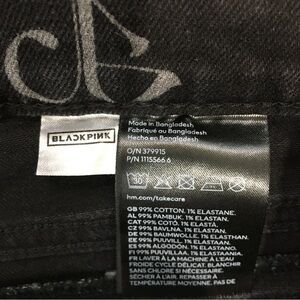 BLACKPINK
Made in Bangladesh
Fabriqué au Bangladesh
Hecho en Bangladesh
O/N 379915
P/N 1115566 6
30
hm.com/takecare
GB 99% COTTON, 1% ELASTANE.
AL 99% PAMBUK, 1% ELASTAN.
CAT 99% COTÓ, 1% ELASTÀ.
CZ 99% BAVLNA, 1% ELASTAN.
DE 99% BAUMWOLLE, 1% ELASTHAN.
EE 99% PUUVILL, 1% ELASTAAN.
ES 99% ALGODÓN, 1% ELASTANO.
FI 99% PUUVILLAA, 1% ELASTAANIA.
FR LAVER À LA MACHINE À L'EAU
FROIDE CYCLE DÉLICAT. BLANCHIR
SANS CHLORE SI NÉCESSAIRE.
SÉCHER À L'AIR. REPASSER À
TEMPÉRATURE MOYENNE. PAS DE